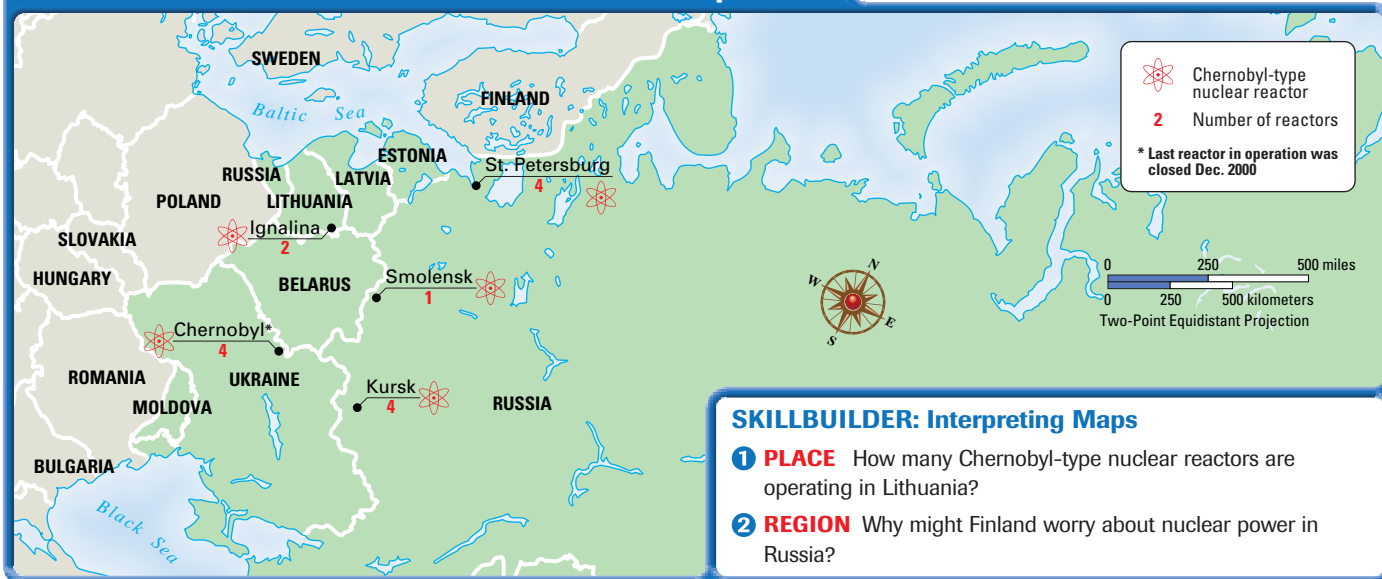 SWEDEN
Baltic Sea
FINLAND
ESTONIA
St. Petersburg
4
LATVIA
RUSSIA
LITHUANIA
POLAND
Ignalina
2
SLOVAKIA
HUNGARY
BELARUS
Smolensk
1
Chernobyl*
4
ROMANIA
UKRAINE
MOLDOVA
Kursk
4
RUSSIA
BULGARIA
Black Sea
Chernobyl-type
nuclear reactor
2 Number of reactors
* Last reactor in operation was
closed Dec. 2000
N
W
E
S
0 250 500 miles
0 250 500 kilometers
Two-Point Equidistant Projection
SKILLBUILDER: Interpreting Maps
1 PLACE How many Chernobyl-type nuclear reactors are
operating in Lithuania?
2 REGION Why might Finland worry about nuclear power in
Russia?